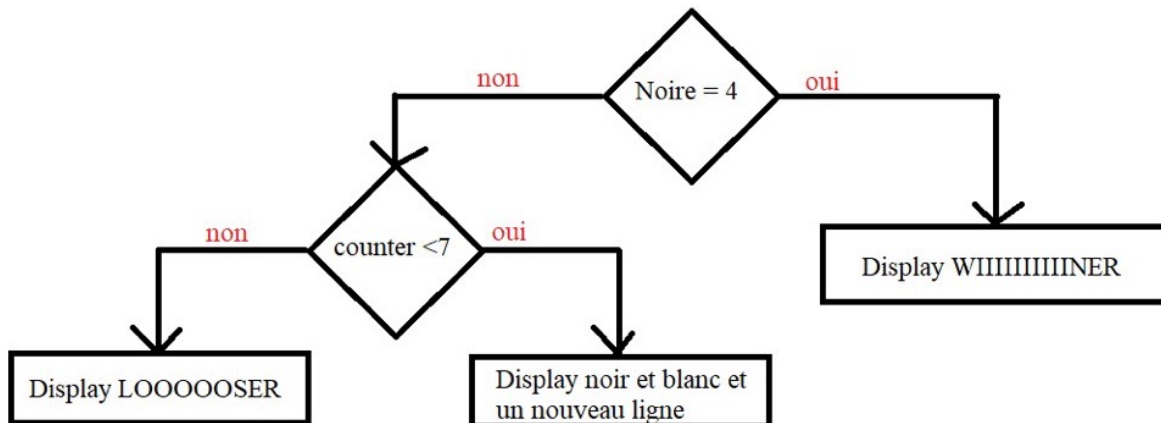 Noire = 4
non
oui
counter <7
non
oui
Display WIIIIIIIIIINER
Display LOOOOOSER
Display noir et blanc et
un nouveau ligne